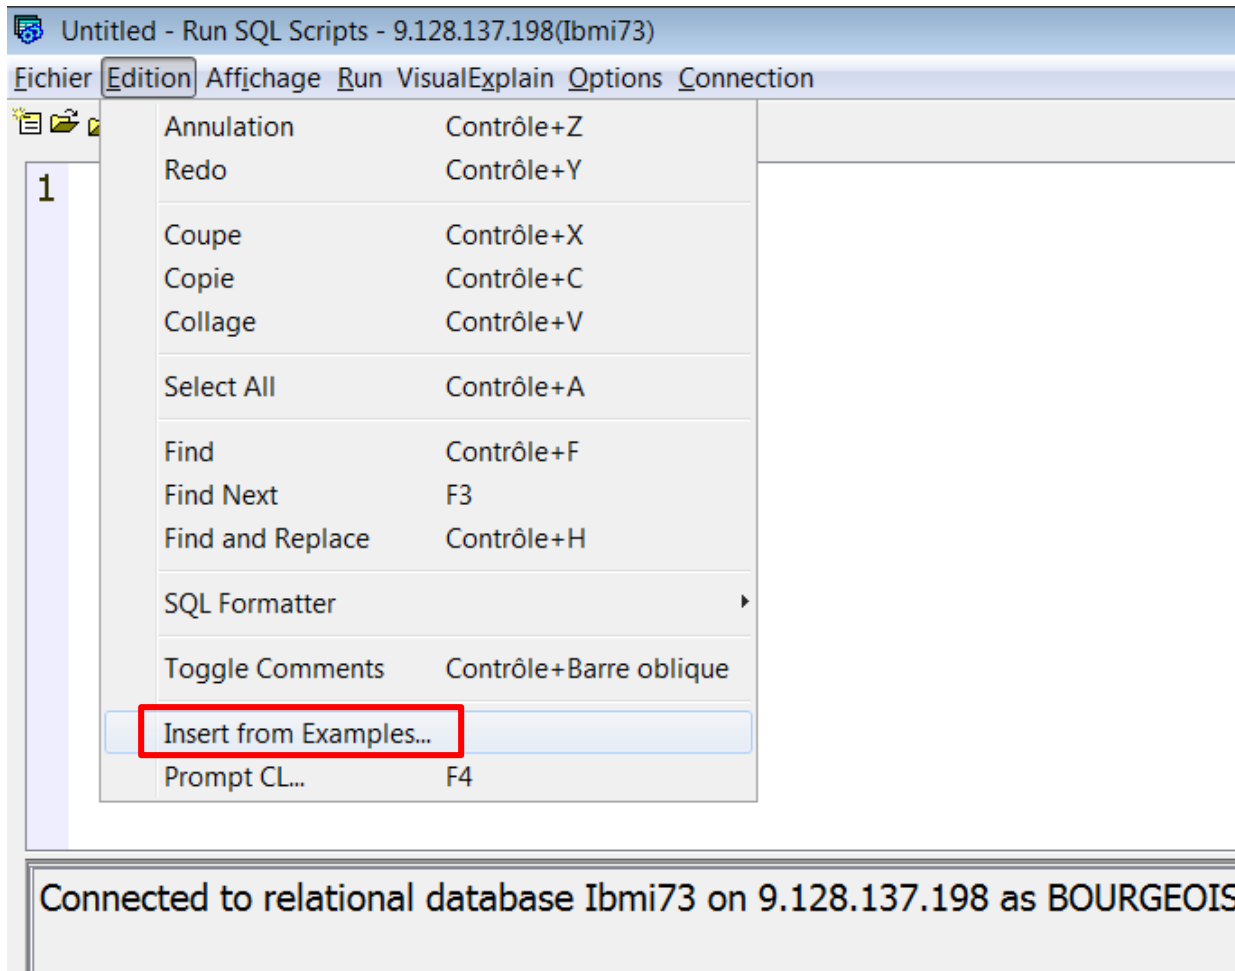 Untitled - Run SQL Scripts - 9.128.137.198(Ibmi73)
Fichier Edition Affichage Run VisualExplain Options Connection
Annulation Contrôle+Z
1
Redo Contrôle+Y
Coupe Contrôle+X
Copie Contrôle+C
Collage Contrôle+V
Select All Contrôle+A
Find Contrôle+F
Find Next F3
Find and Replace Contrôle+H
SQL Formatter
Toggle Comments Contrôle+Barre oblique
Insert from Examples...
Prompt CL... F4
Connected to relational database Ibmi73 on 9.128.137.198 as BOURGEOIS